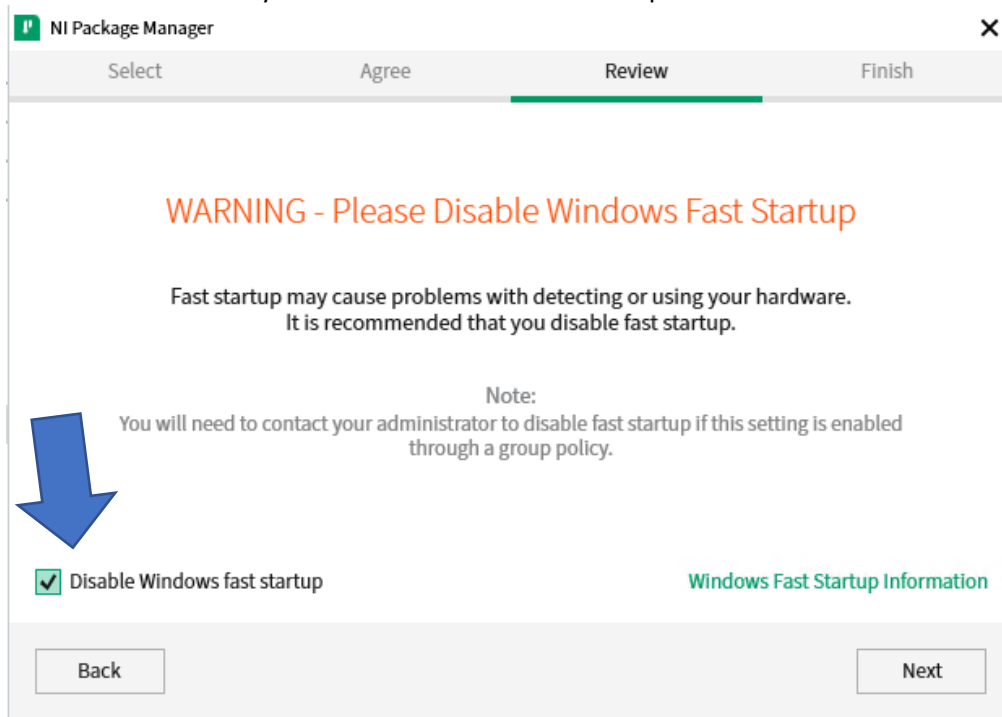 NI Package Manager
Select Agree Review Finish
WARNING - Please Disable Windows Fast Startup
Fast startup may cause problems with detecting or using your hardware.
It is recommended that you disable fast startup.
Note:
You will need to contact your administrator to disable fast startup if this setting is enabled
through a group policy.
Disable Windows fast startup Windows Fast Startup Information
Back Next